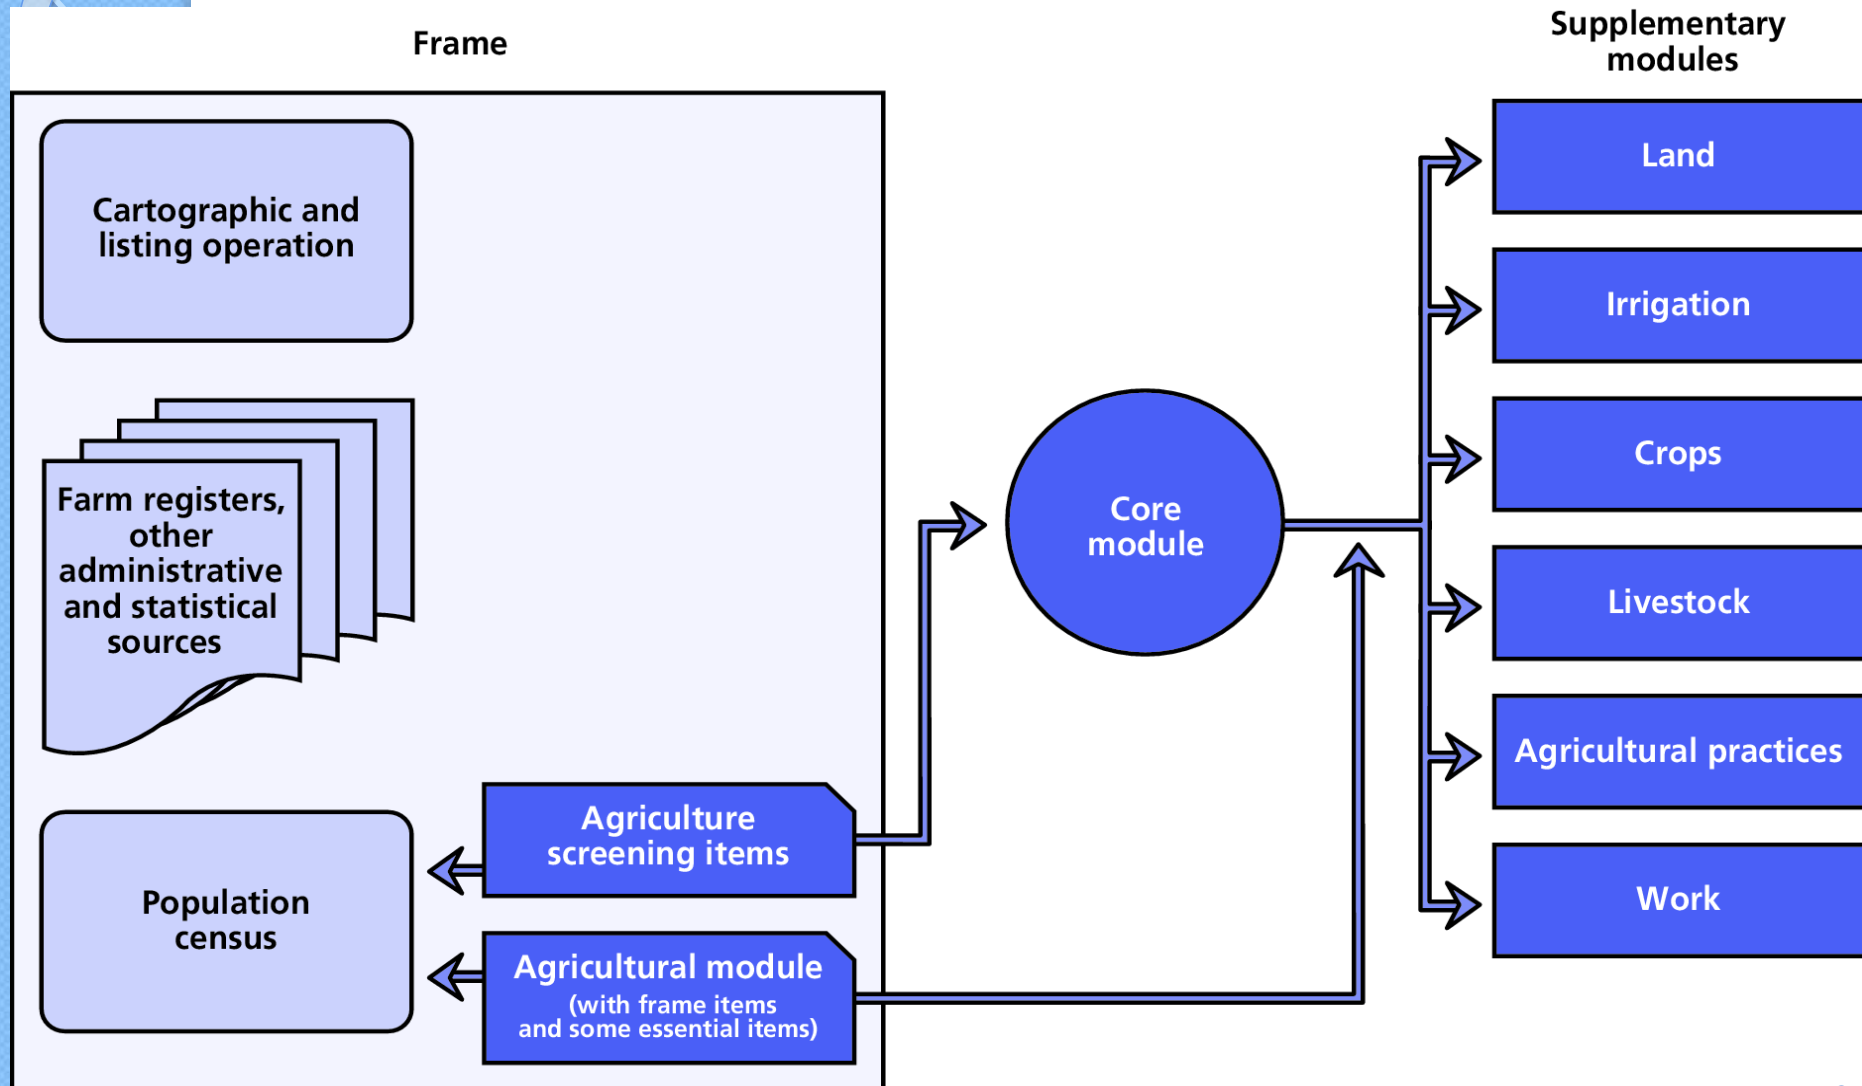 Frame
Supplementary
modules
Cartographic and
listing operation
Farm registers,
other
administrative
and statistical
sources
Population
census
Agriculture
screening items
Agricultural module
(with frame items
and some essential items)
Core
module
Land
Irrigation
Crops
Livestock
Agricultural practices
Work